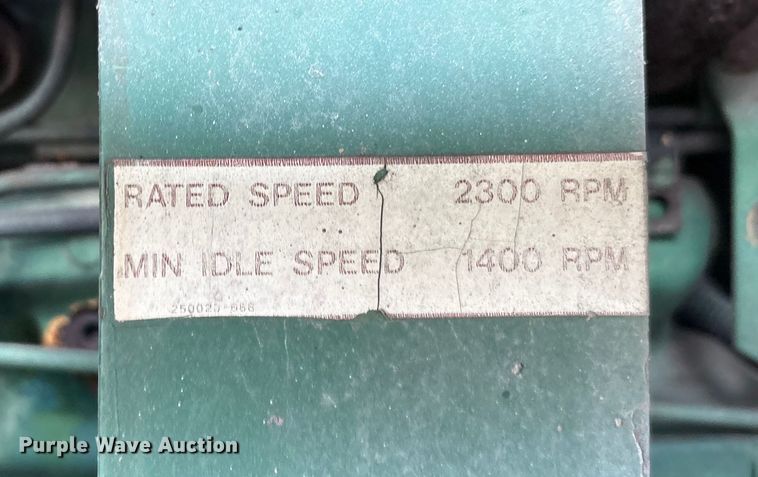 RATED SPEED 2300 RPM
MIN IDLE SPEED 1400 RPM
Purple Wave Auction